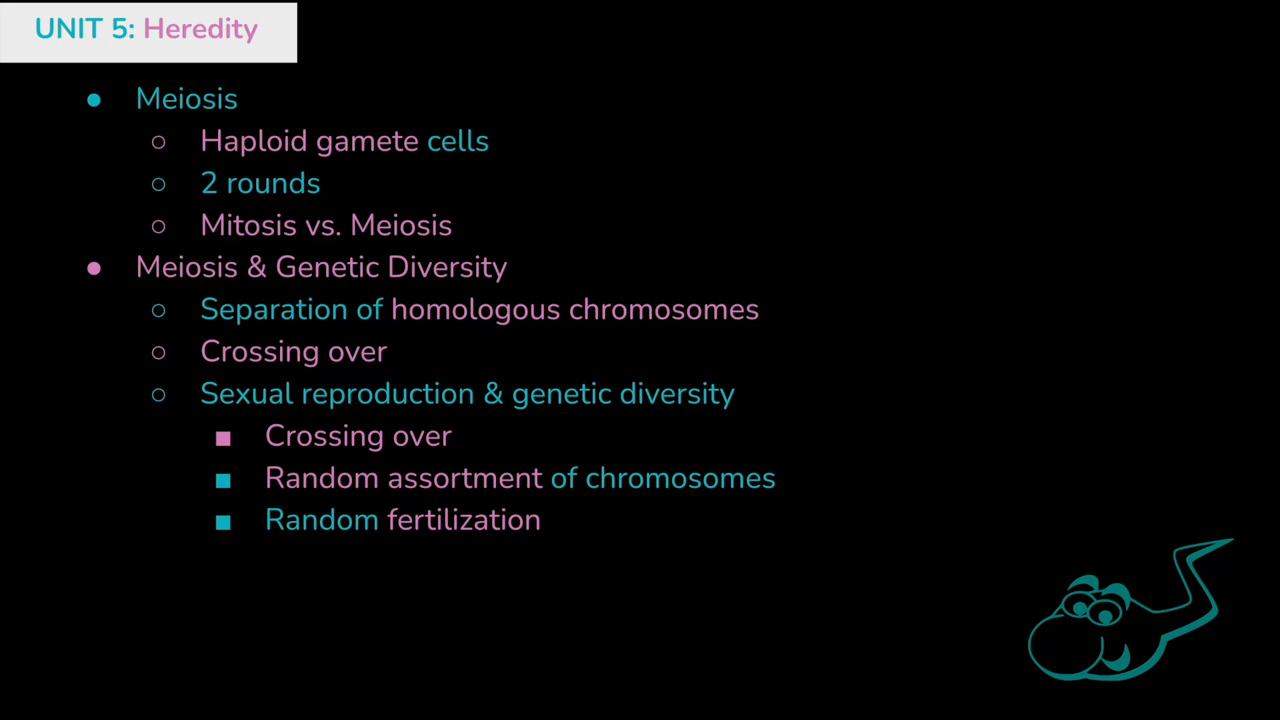 UNIT 5: Heredity
Meiosis
Haploid gamete cells
2 rounds
Mitosis vs. Meiosis
Meiosis & Genetic Diversity
Separation of homologous chromosomes
Crossing over
Sexual reproduction & genetic diversity
Crossing over
Random assortment of chromosomes
Random fertilization